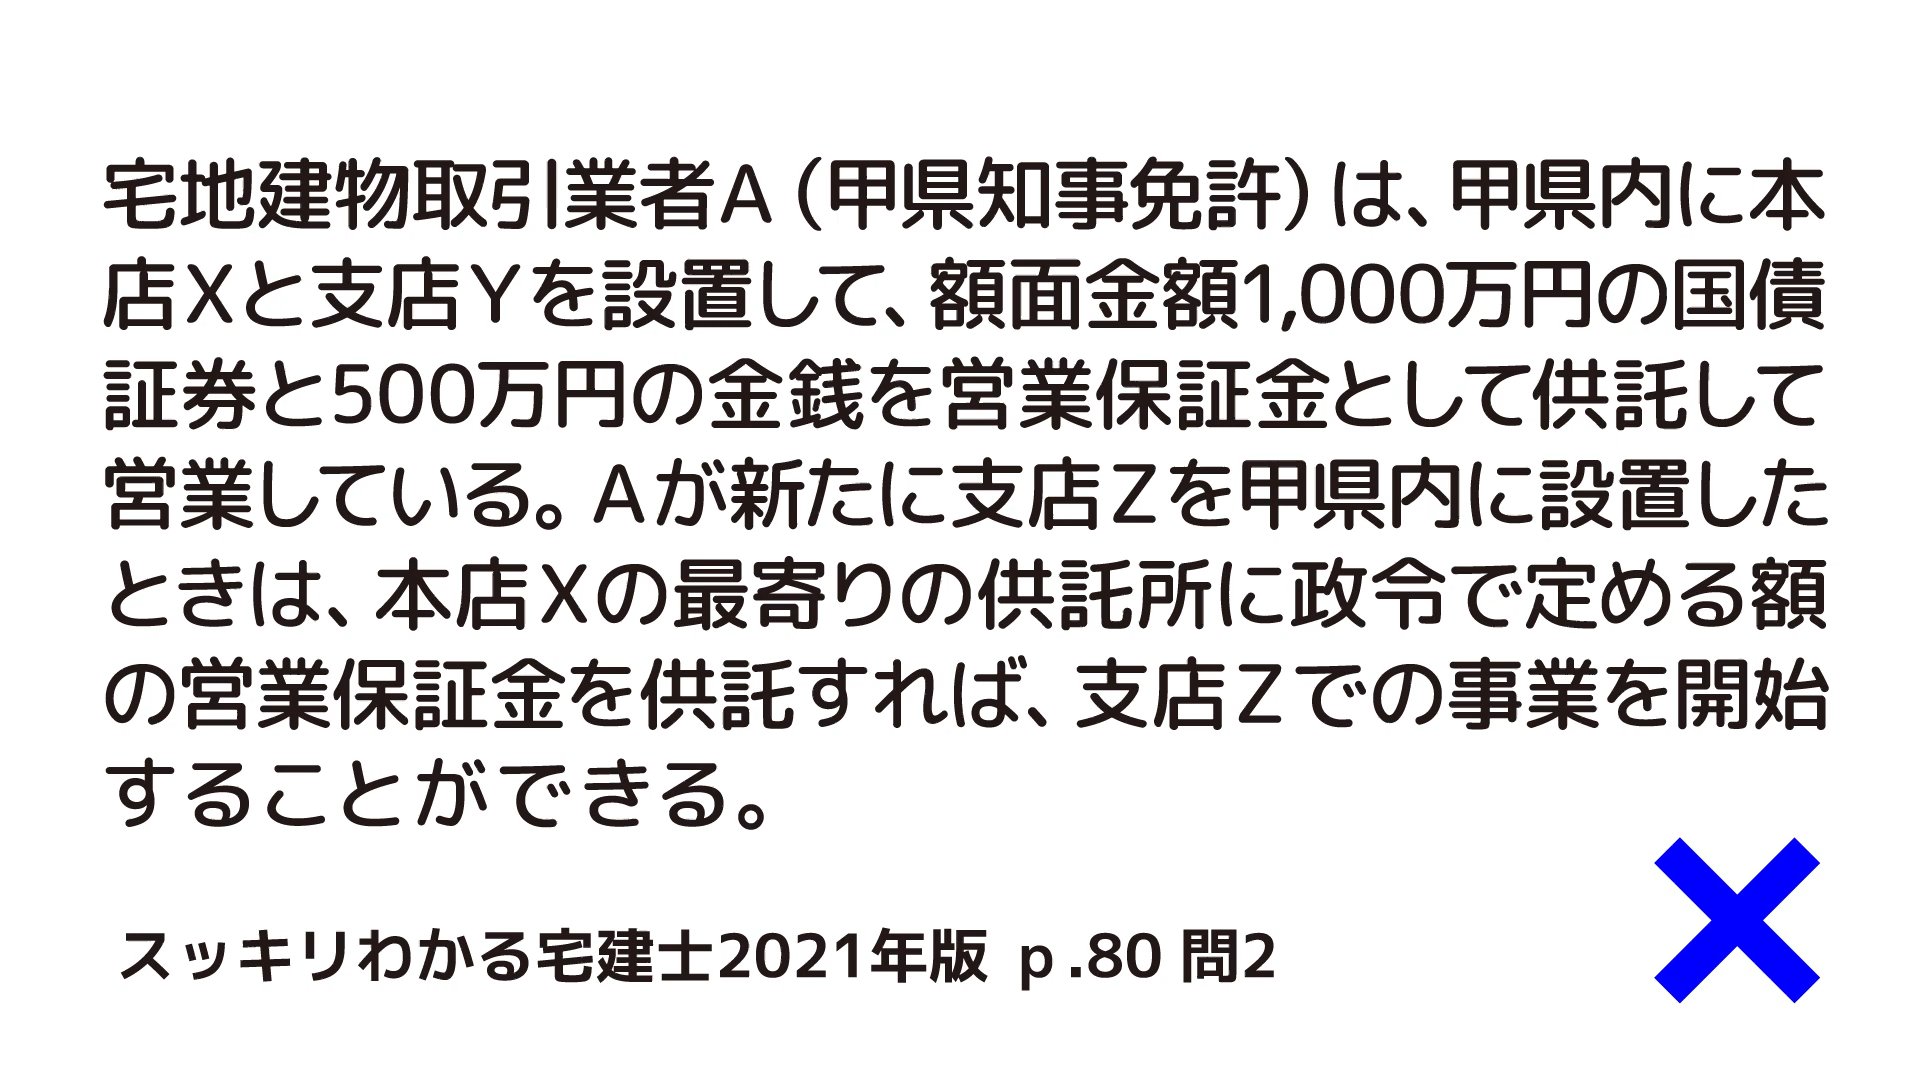 宅地建物取引業者A（甲県知事免許）は、甲県内に本
店Xと支店Yを設置して、額面金額1,000万円の国債
証券と500万円の金銭を営業保証金として供託して
営業している。Aが新たに支店Zを甲県内に設置した
ときは、本店Xの最寄りの供託所に政令で定める額
の営業保証金を供託すれば、支店Zでの事業を開始
することができる。
スッキリわかる宅建士2021年版 p.80 問2